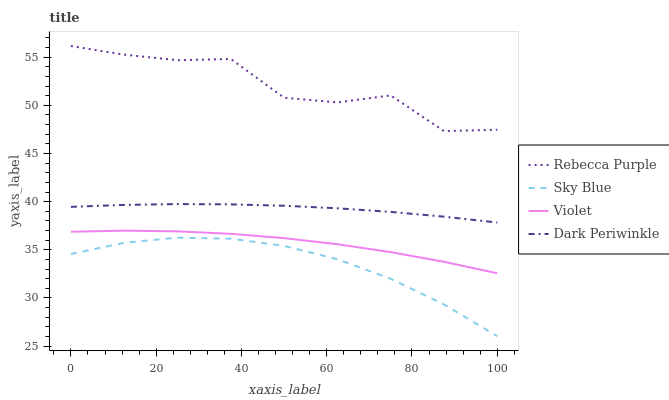 title
yaxis_label
55
50
45
40
35
30
25
0
20
40
60
80
100
xaxis_label
Rebecca Purple
Sky Blue
Violet
Dark Periwinkle